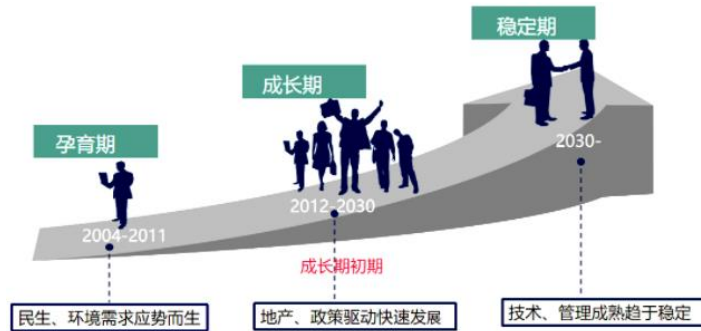 稳定期
成长期
孕育期
2030-
2012-2030
2004-2011
成长期初期
民生、环境需求应势而生
地产、政策驱动快速发展
技术、管理成熟趋于稳定